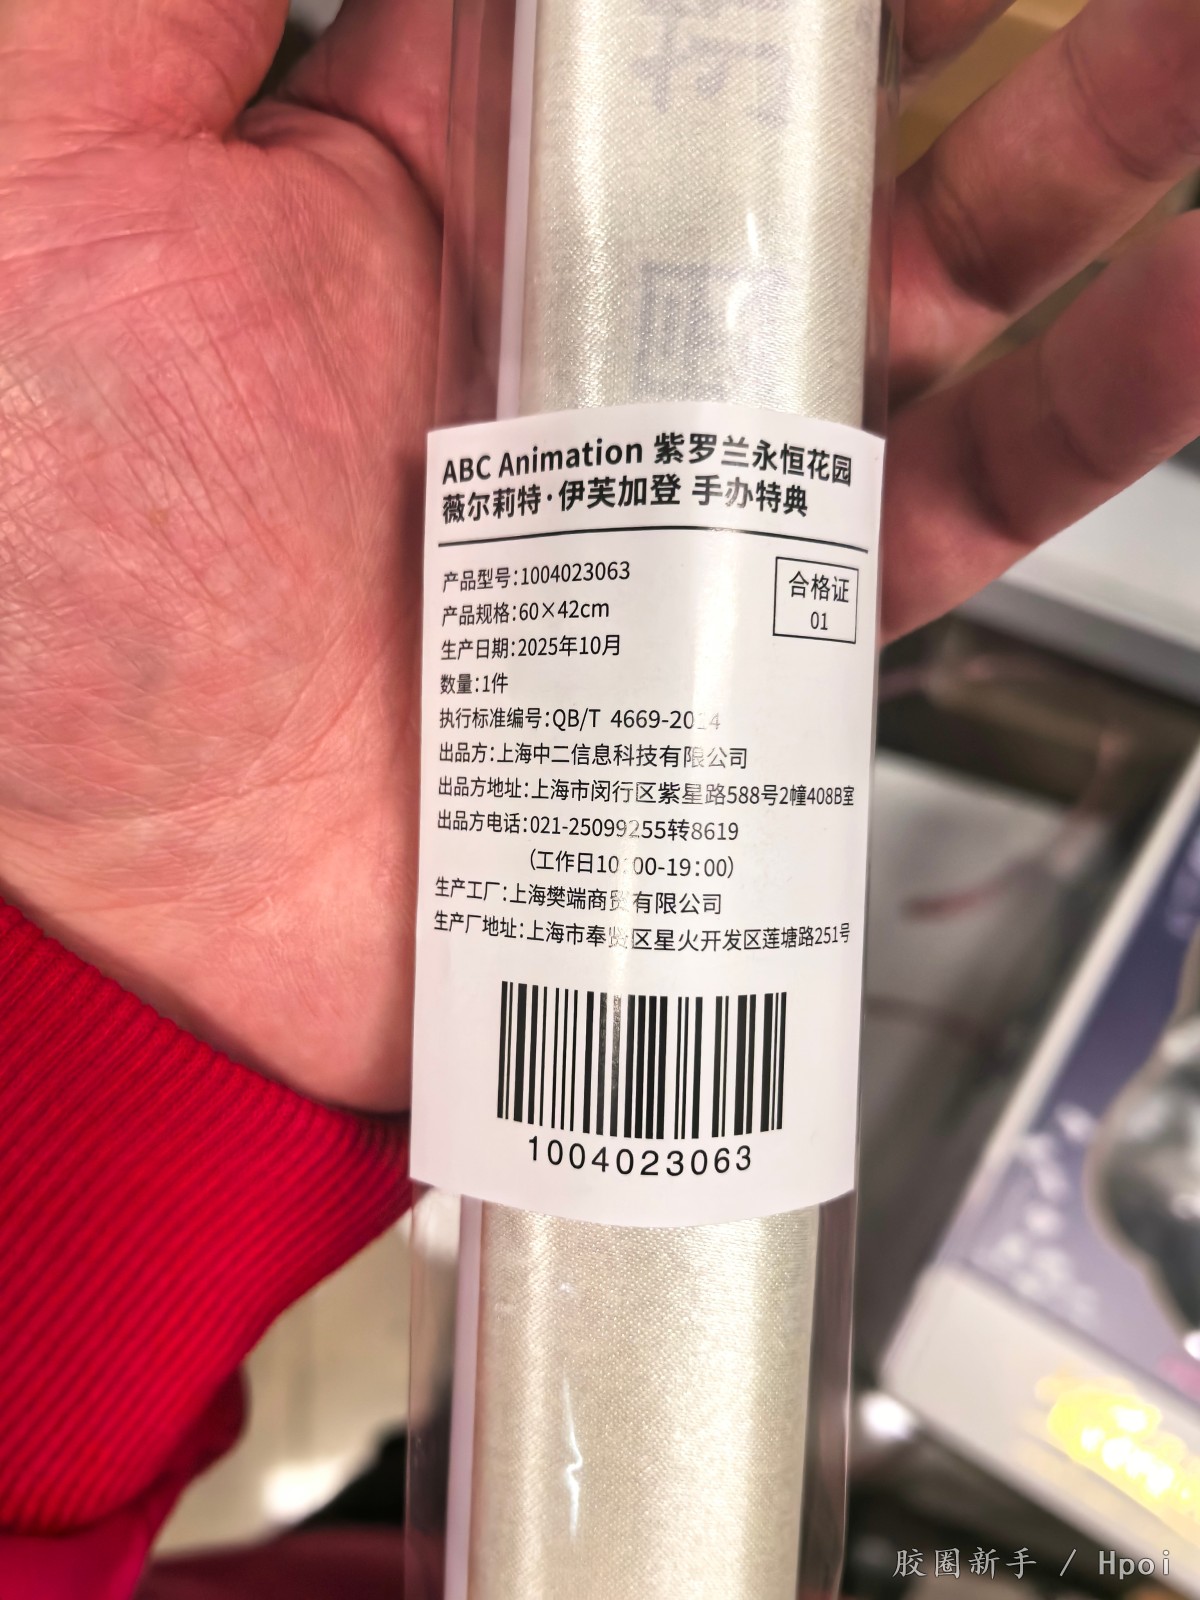 ABC Animation 紫罗兰永恒花园
薇尔莉特·伊芙加登 手办特典
产品型号:1004023063
产品规格:60×42cm
生产日期:2025年10月
数量:1件
合格证
01
执行标准编号:QB/T 4669-2014
出品方:上海中二信息科技有限公司
出品方地址:上海市闵行区紫星路588号2幢408B室
出品方电话:021-25099255转8619
(工作日10:00-19:00)
生产工厂:上海樊端商贸有限公司
生产厂地址:上海市奉贤区星火开发区莲塘路251号
1004023063
胶圈新手 / Hpoi